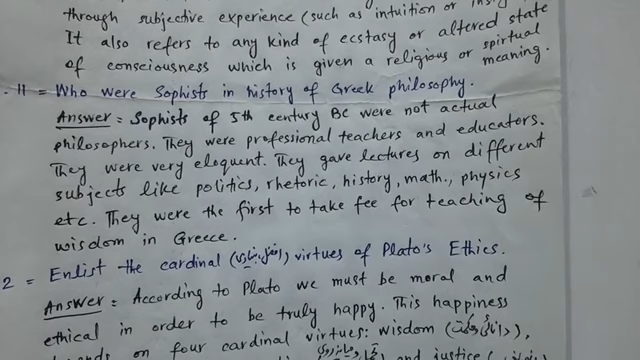 through subjective experience (such as intuition or
It also refers to any kind of ecstasy or altered state
of consciousness which is given a religious or spirtual
meaning.
11 = Who were Sophists in history of Greek philosophy.
Answer = Sophists of 5th century BC were not actual
philosophers. They were professional teachers and educators.
They were very eloquent. They gave lectures on different
subjects like politics, rhetoric, history, math., physics
etc. They were the first to take fee for teaching of
wisdom in Greece.
2 = Enlist the cardinal virtues of Plato's Ethics.
Answer = According to Plato we must be moral and
ethical in order to be truly happy. This happiness
on four cardinal virtues: wisdom
and justice